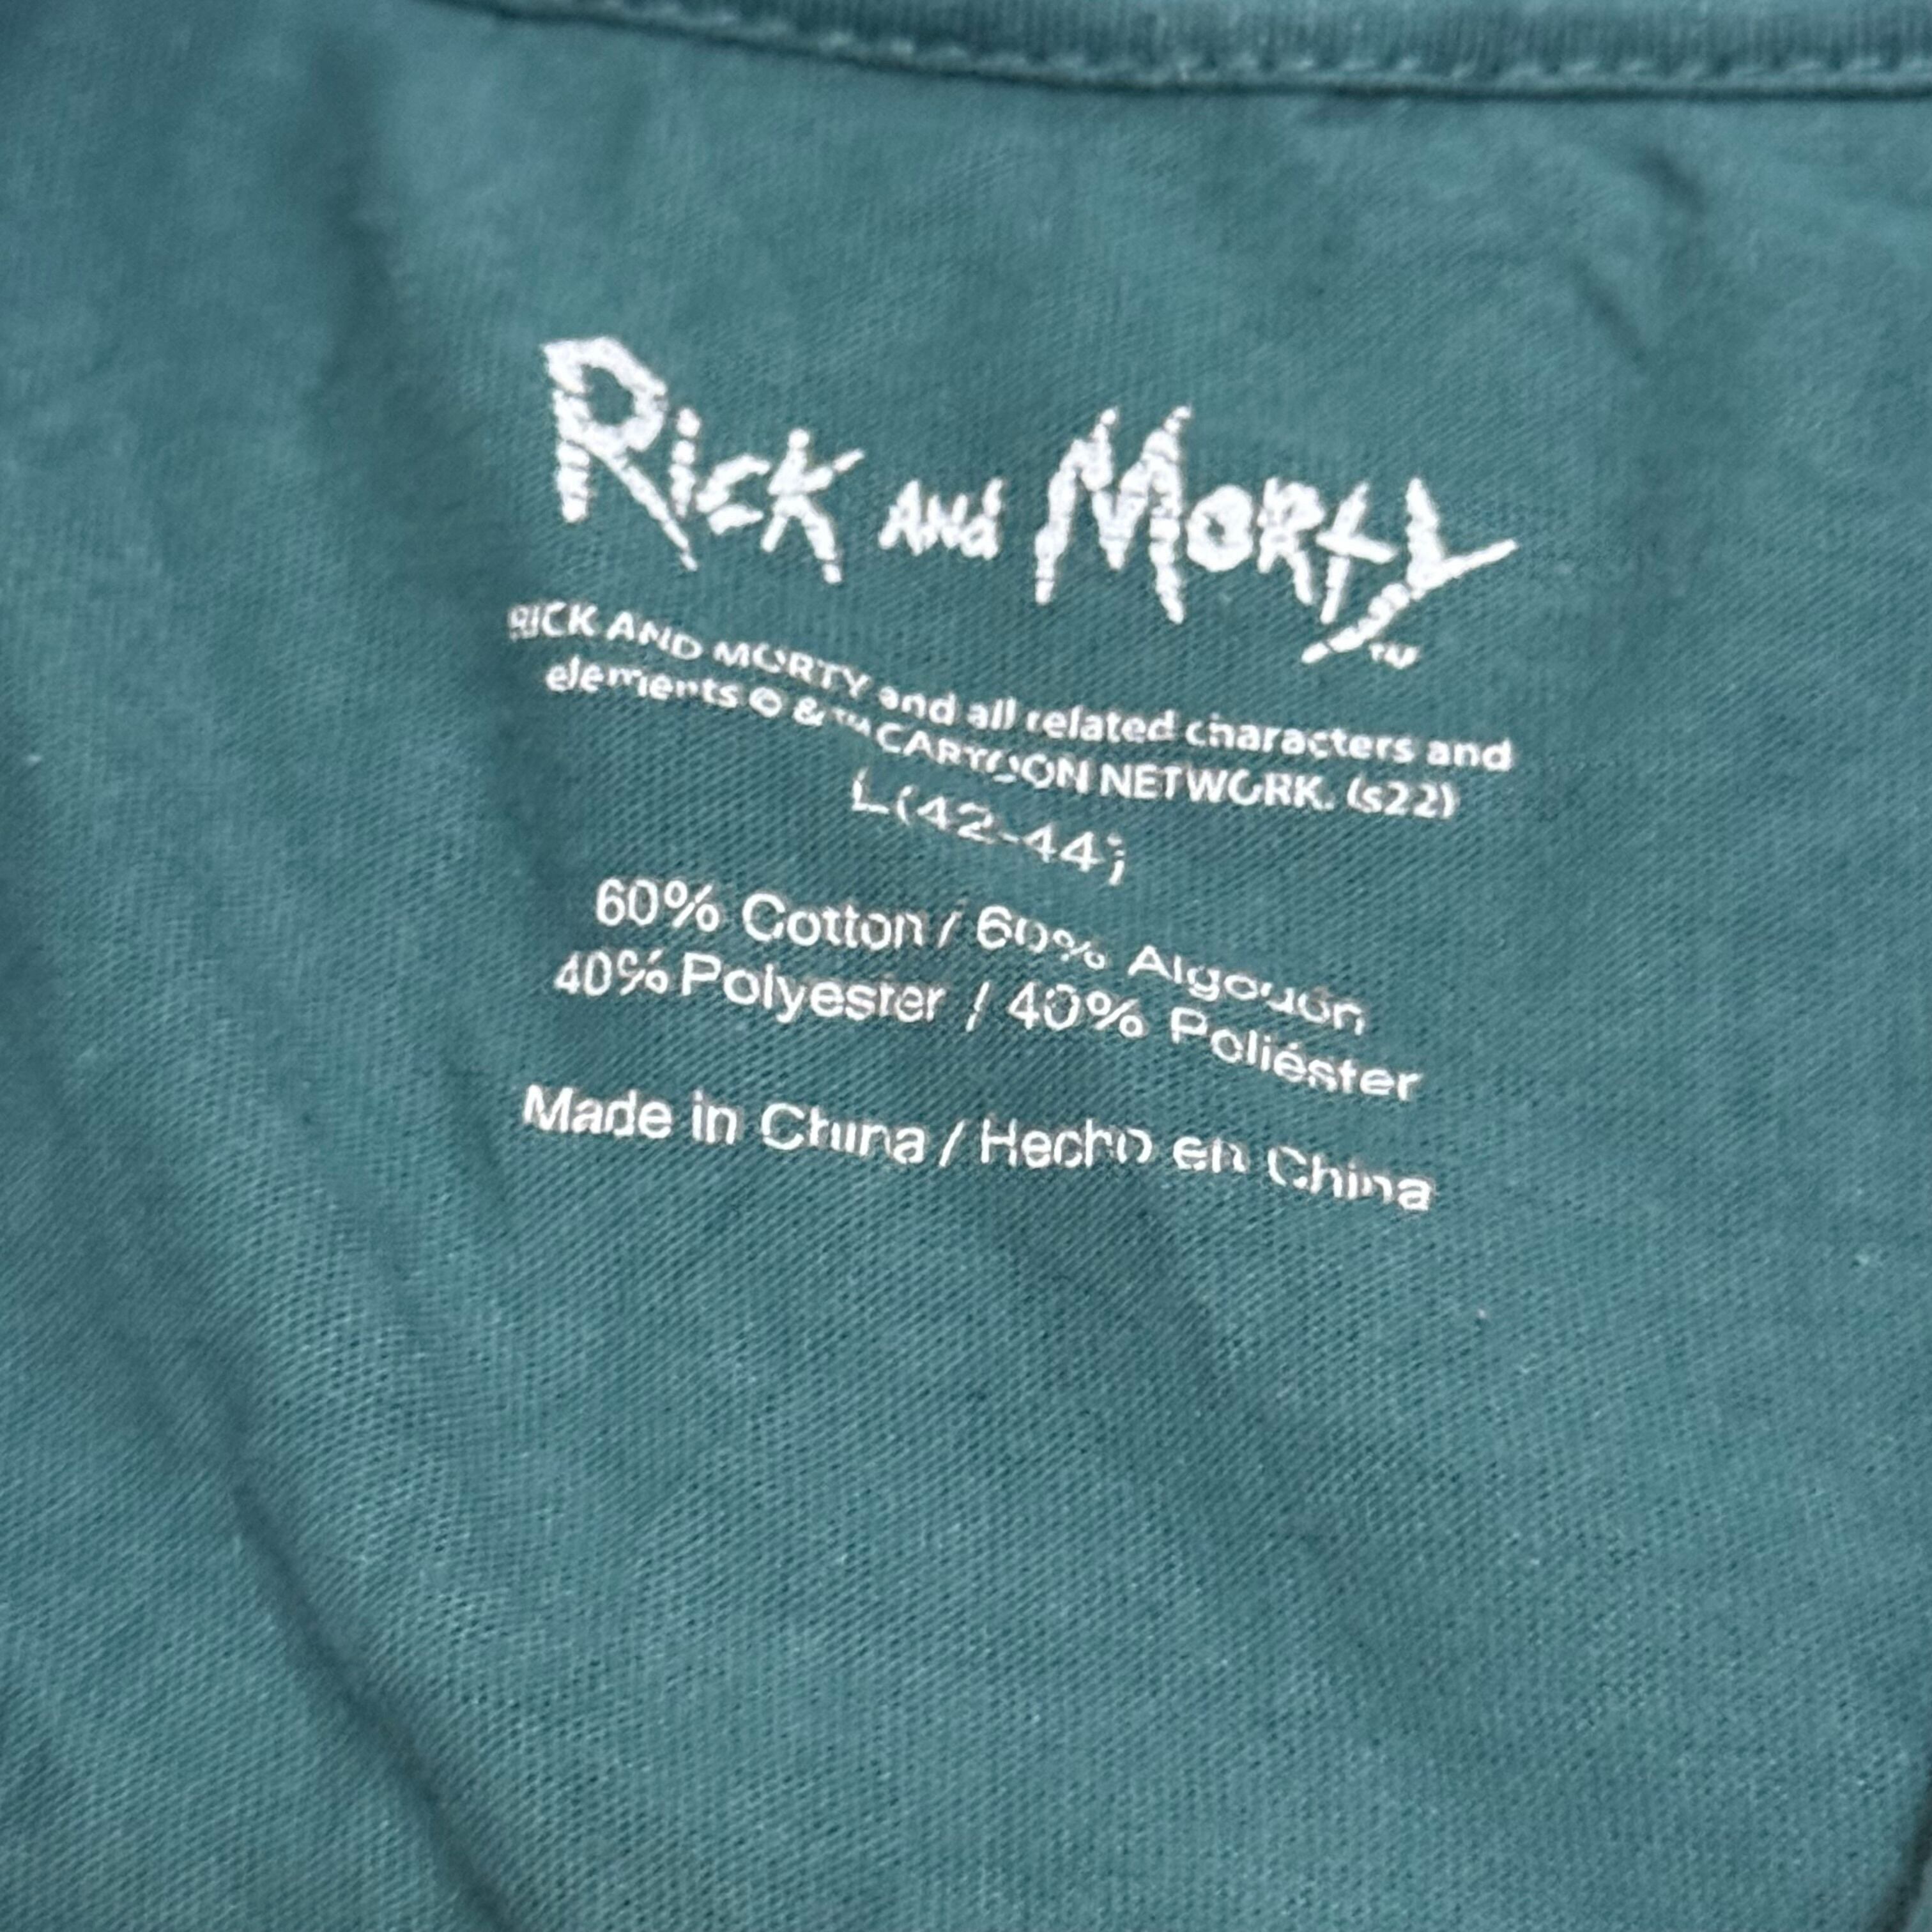 Rick and Morty™
RICK AND MORTY and all related characters and
elements © & ™ CARTOON NETWORK. (s22)
L(42-44)
60% Cotton / 60% Algodón
40% Polyester / 40% Poliéster
Made in China / Hecho en China